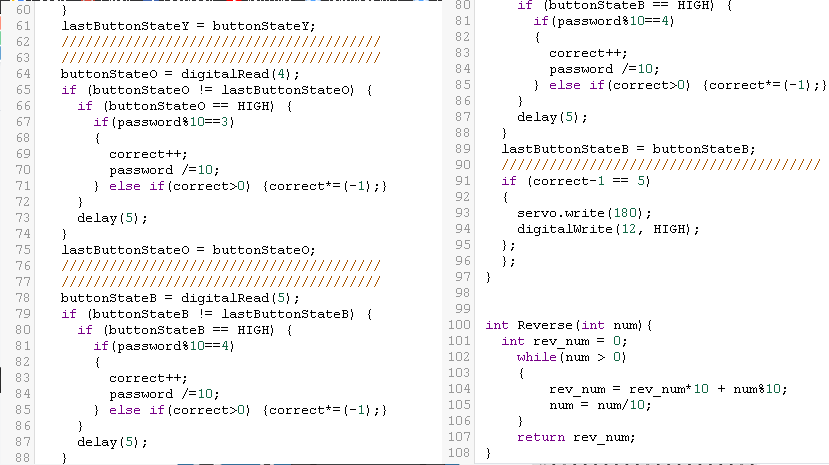 60 }
61 lastButtonStateY = buttonStateY;
62 ////////////////////////////////////////
63 ////////////////////////////////////////
64 buttonStateO = digitalRead(4);
65 if (buttonStateO != lastButtonStateO) {
66 if (buttonStateO == HIGH) {
67 if(password%10==3)
68 {
69 correct++;
70 password /=10;
71 } else if(correct>0) {correct*=(-1);}
72 }
73 delay(5);
74 }
75 lastButtonStateO = buttonStateO;
76 ////////////////////////////////////////
77 ////////////////////////////////////////
78 buttonStateB = digitalRead(5);
79 if (buttonStateB != lastButtonStateB) {
80 if (buttonStateB == HIGH) {
81 if(password%10==4)
82 {
83 correct++;
84 password /=10;
85 } else if(correct>0) {correct*=(-1);}
86 }
87 delay(5);
88 }
80 if (buttonStateB == HIGH) {
81 if(password%10==4)
82 {
83 correct++;
84 password /=10;
85 } else if(correct>0) {correct*=(-1);}
86 }
87 delay(5);
88 }
89 lastButtonStateB = buttonStateB;
90 ////////////////////////////////////////
91 if (correct-1 == 5)
92 {
93 servo.write(180);
94 digitalWrite(12, HIGH);
95 };
96 };
97 }
98
99
100 int Reverse(int num){
101 int rev_num = 0;
102 while(num > 0)
103 {
104 rev_num = rev_num*10 + num%10;
105 num = num/10;
106 }
107 return rev_num;
108 }